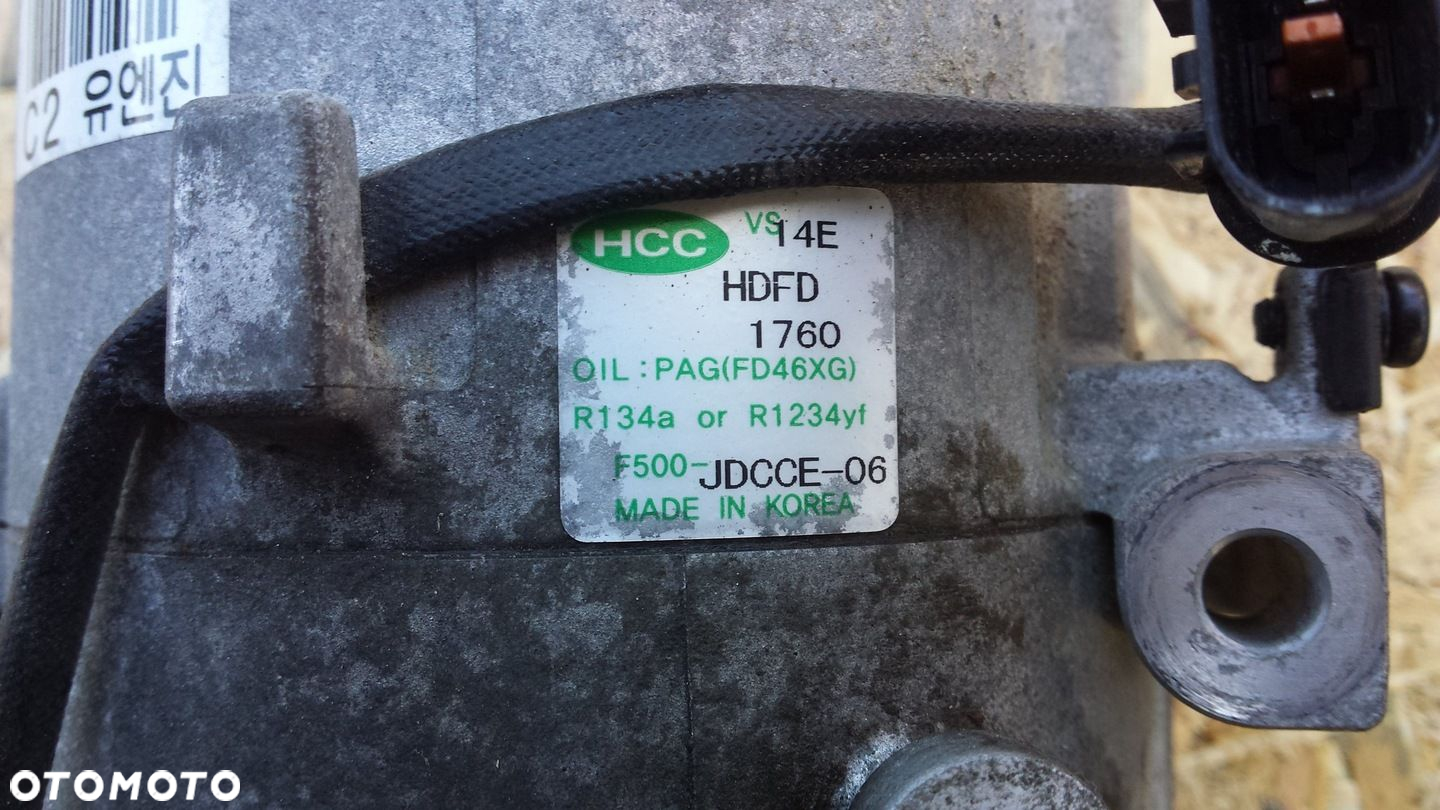 C2 유엔진
HCC VS 14E
HDFD
1760
OIL : PAG(FD46XG)
R134a or R1234yf
F500-JDCCE-06
MADE IN KOREA
OTOMOTO